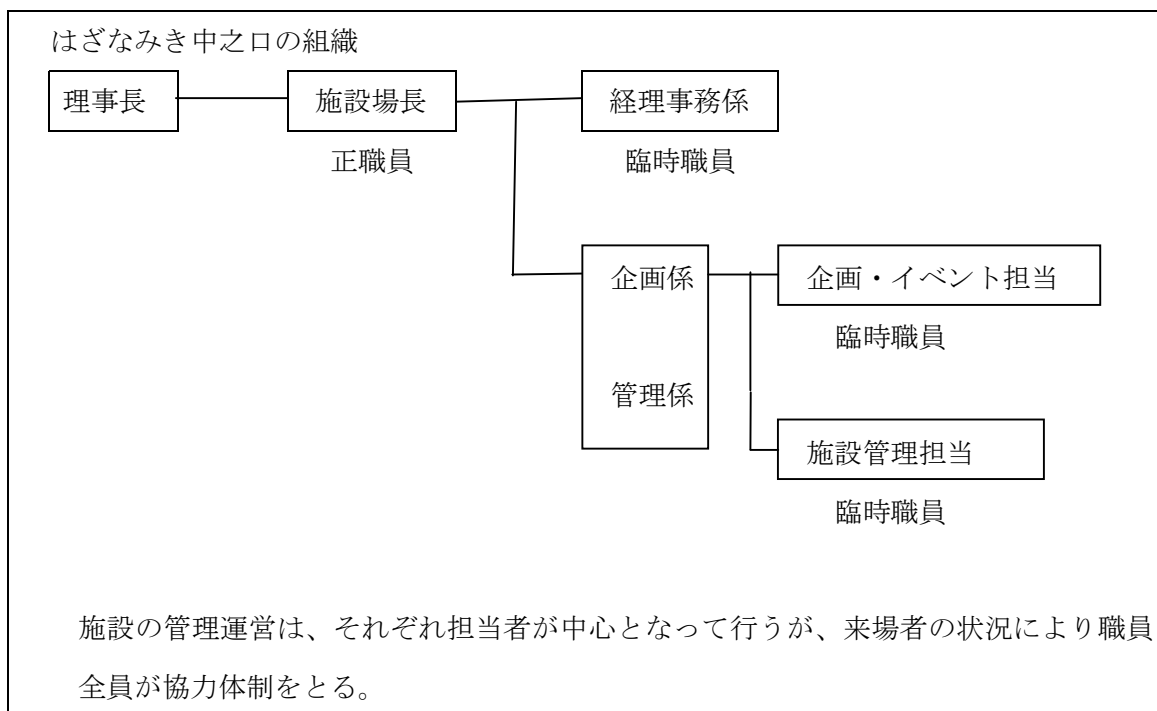 はざなみき中之口の組織
理事長
施設場長
経理事務係
正職員
臨時職員
企画係
企画・イベント担当
臨時職員
管理係
施設管理担当
臨時職員
施設の管理運営は、それぞれ担当者が中心となって行うが、来場者の状況により職員
全員が協力体制をとる。